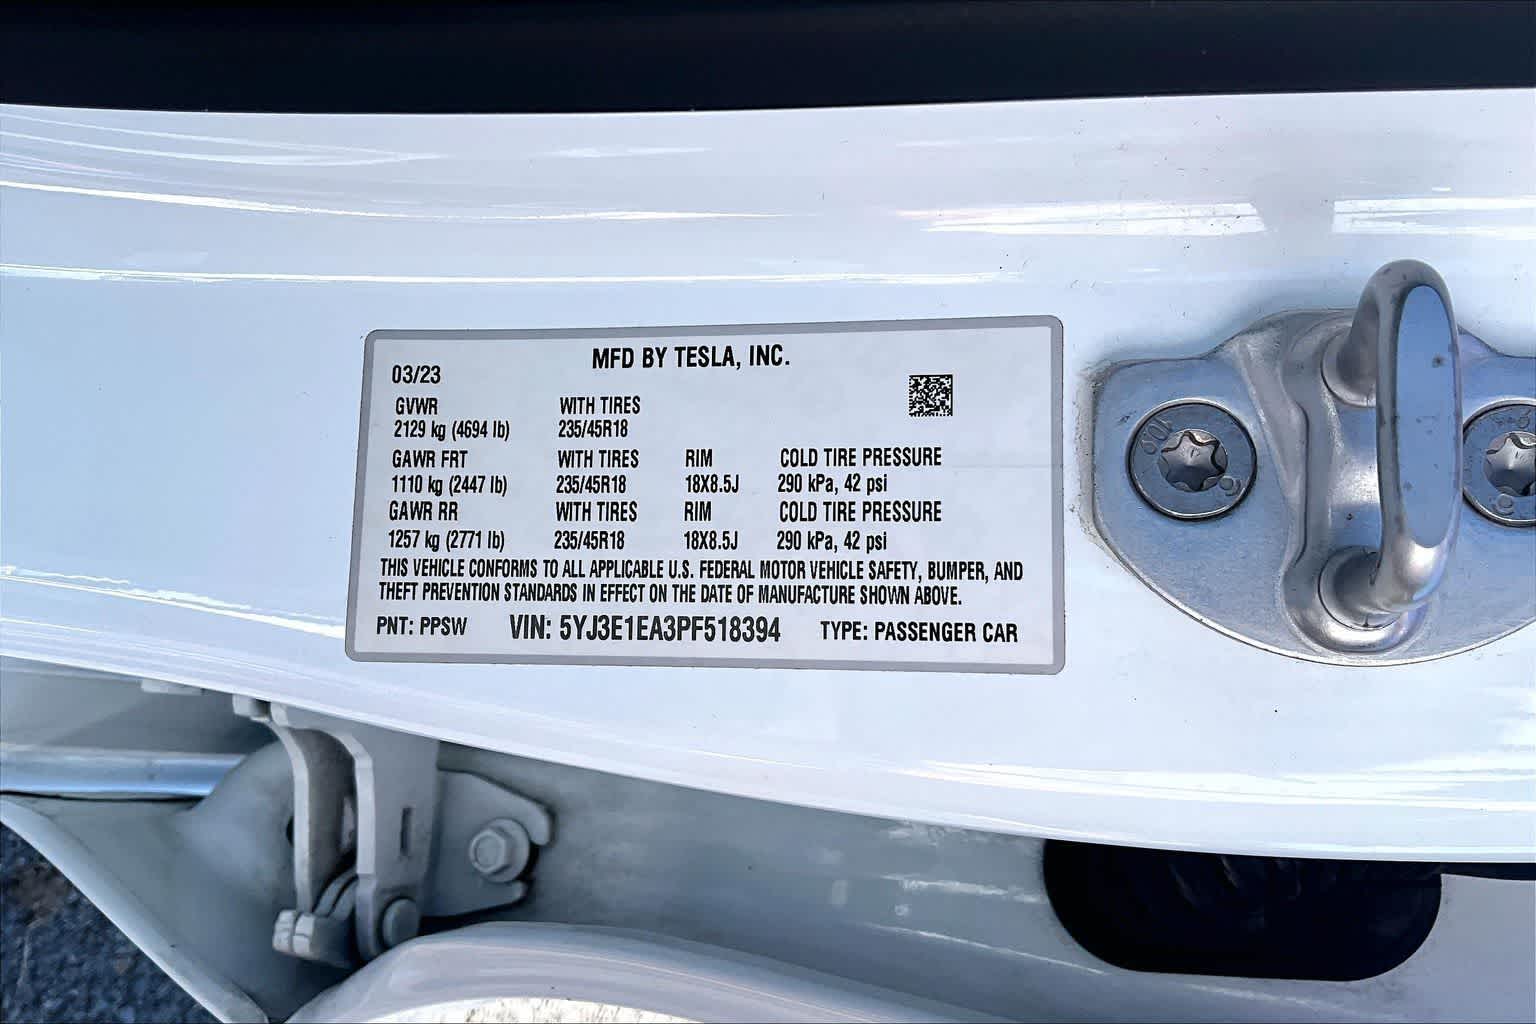 MFD BY TESLA, INC.
03/23
GVWR WITH TIRES
2129 kg (4694 lb) 235/45R18
GAWR FRT WITH TIRES RIM COLD TIRE PRESSURE
1110 kg (2447 lb) 235/45R18 18X8.5J 290 kPa, 42 psi
GAWR RR WITH TIRES RIM COLD TIRE PRESSURE
1257 kg (2771 lb) 235/45R18 18X8.5J 290 kPa, 42 psi
THIS VEHICLE CONFORMS TO ALL APPLICABLE U.S. FEDERAL MOTOR VEHICLE SAFETY, BUMPER, AND
THEFT PREVENTION STANDARDS IN EFFECT ON THE DATE OF MANUFACTURE SHOWN ABOVE.
PNT: PPSW VIN: 5YJ3E1EA3PF518394 TYPE: PASSENGER CAR